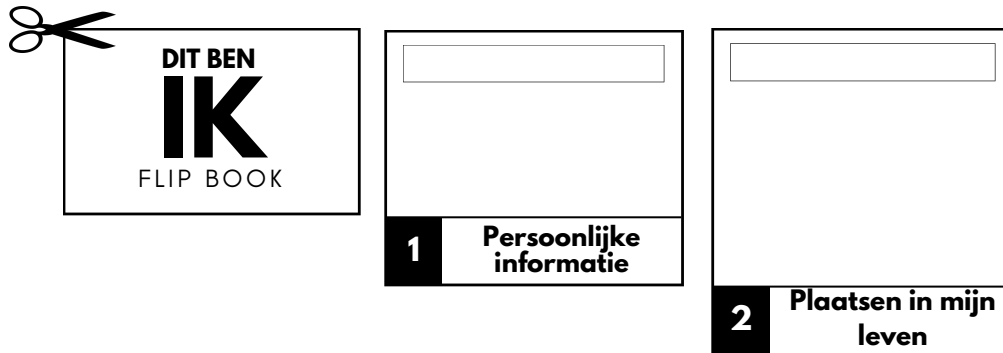 DIT BEN
IK
FLIP BOOK
1
Persoonlijke
informatie
2
Plaatsen in mijn
leven